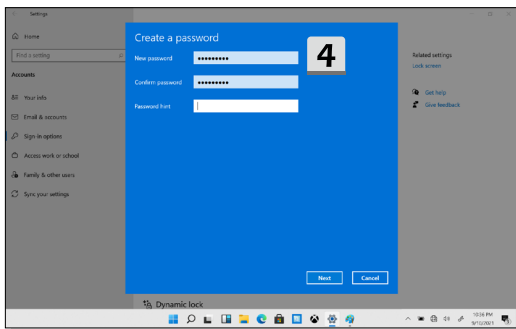 Settings
Home
Find a setting
Accounts
Your info
Email & accounts
Sign-in options
Access work or school
Family & other users
Sync your settings
Create a password
4
New password
Confirm password
Password hint
Next
Cancel
Related settings
Lock screen
Get help
Give feedback
Dynamic lock
10:56 PM